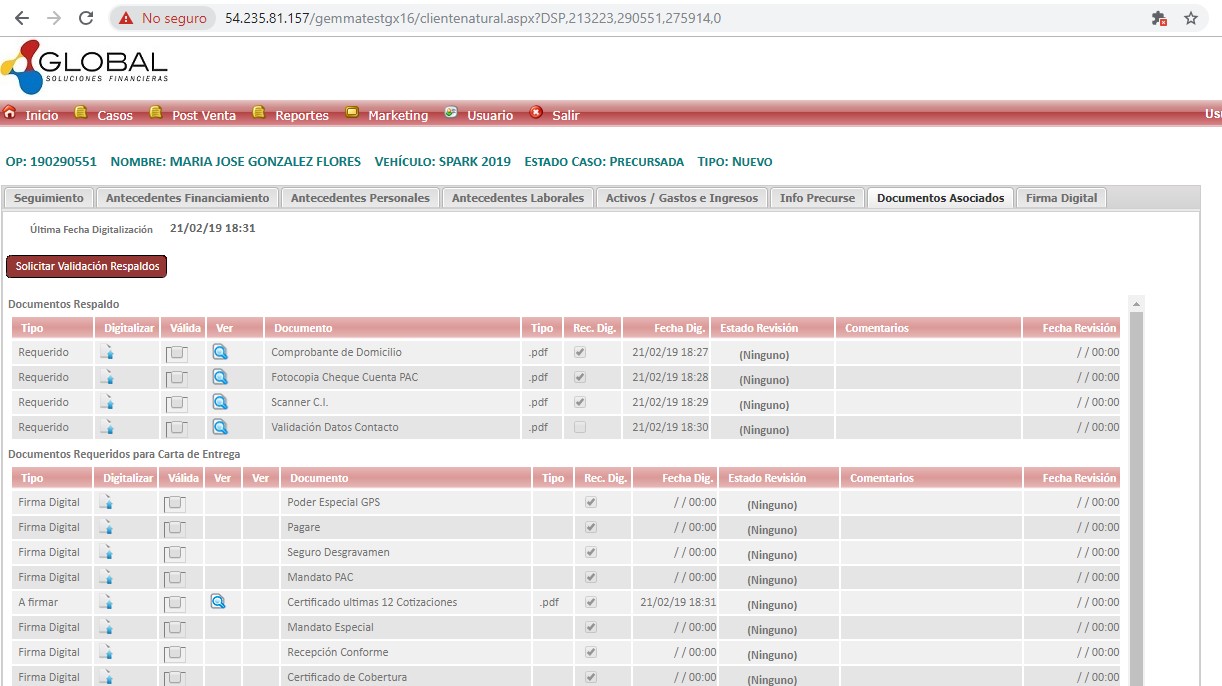 No seguro 54.235.81.157/gemmatestgx16/clientenatural.aspx?DSP,213223,290551,275914,0
GLOBAL
SOLUCIONES FINANCIERAS
Inicio Casos Post Venta Reportes Marketing Usuario Salir Usu
OP: 190290551 NOMBRE: MARIA JOSE GONZALEZ FLORES VEHÍCULO: SPARK 2019 ESTADO CASO: PRECURSADA TIPO: NUEVO
Seguimiento Antecedentes Financiamiento Antecedentes Personales Antecedentes Laborales Activos / Gastos e Ingresos Info Precurse Documentos Asociados Firma Digital
Última Fecha Digitalización 21/02/19 18:31
Solicitar Validación Respaldos
Documentos Respaldo
Tipo Digitalizar Válida Ver Documento Tipo Rec. Dig. Fecha Dig. Estado Revisión Comentarios Fecha Revisión
Requerido Comprobante de Domicilio .pdf 21/02/19 18:27 (Ninguno) / / 00:00
Requerido Fotocopia Cheque Cuenta PAC .pdf 21/02/19 18:28 (Ninguno) / / 00:00
Requerido Scanner C.I. .pdf 21/02/19 18:29 (Ninguno) / / 00:00
Requerido Validación Datos Contacto .pdf 21/02/19 18:30 (Ninguno) / / 00:00
Documentos Requeridos para Carta de Entrega
Tipo Digitalizar Válida Ver Ver Documento Tipo Rec. Dig. Fecha Dig. Estado Revisión Comentarios Fecha Revisión
Firma Digital Poder Especial GPS / / 00:00 (Ninguno) / / 00:00
Firma Digital Pagare / / 00:00 (Ninguno) / / 00:00
Firma Digital Seguro Desgravamen / / 00:00 (Ninguno) / / 00:00
Firma Digital Mandato PAC / / 00:00 (Ninguno) / / 00:00
A firmar Certificado ultimas 12 Cotizaciones .pdf 21/02/19 18:31 (Ninguno) / / 00:00
Firma Digital Mandato Especial / / 00:00 (Ninguno) / / 00:00
Firma Digital Recepción Conforme / / 00:00 (Ninguno) / / 00:00
Firma Digital Certificado de Cobertura / / 00:00 (Ninguno) / / 00:00